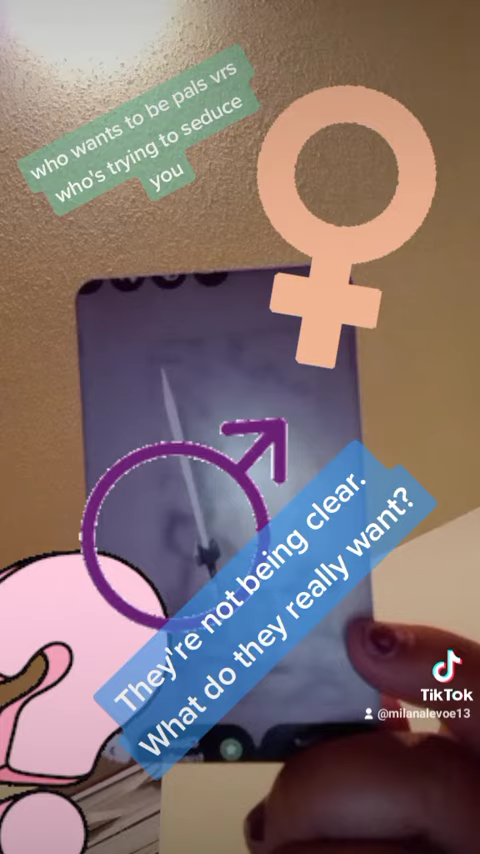 who wants to be pals vrs
who's trying to seduce
you
They're not being clear.
What do they really want?
TikTok
@milanalevoe13